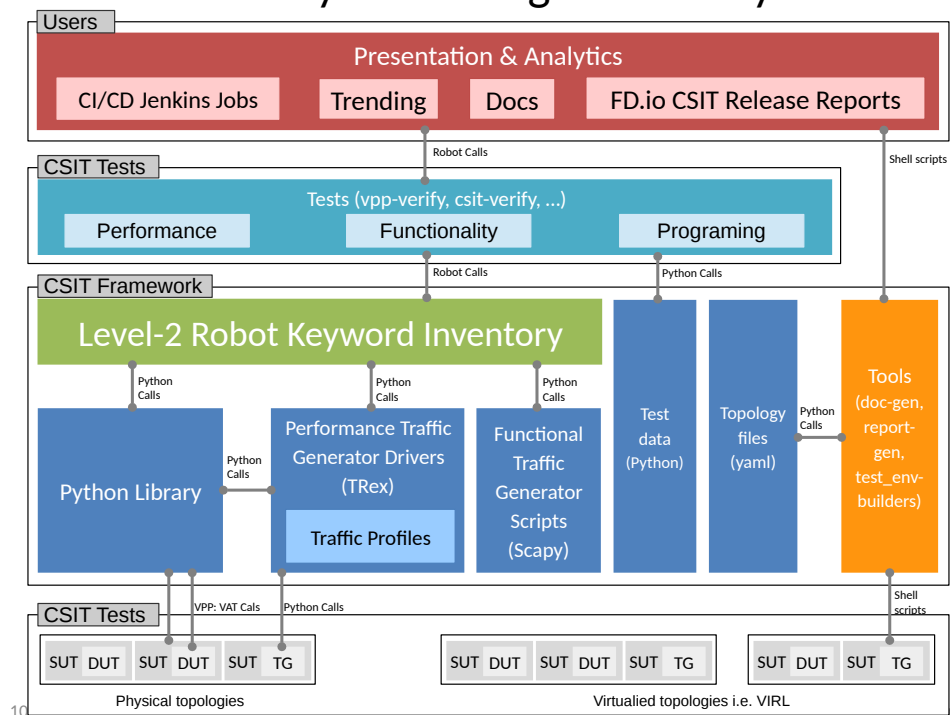 Users
Presentation & Analytics
CI/CD Jenkins Jobs
Trending
Docs
FD.io CSIT Release Reports
Robot Calls
Shell scripts
CSIT Tests
Tests (vpp-verify, csit-verify, ...)
Performance
Functionality
Programing
Robot Calls
Python Calls
CSIT Framework
Level-2 Robot Keyword Inventory
Python
Calls
Python
Calls
Python
Calls
Python Library
Python
Calls
Performance Traffic
Generator Drivers
(TRex)
Traffic Profiles
Functional
Traffic
Generator
Scripts
(Scapy)
Test
data
(Python)
Topology
files
(yaml)
Python
Calls
Tools
(doc-gen,
report-
gen,
test_env-
builders)
VPP: VAT Cals
Python Calls
Shell
scripts
CSIT Tests
SUT DUT SUT DUT SUT TG
SUT DUT SUT DUT SUT TG
SUT DUT SUT TG
Physical topologies
Virtualied topologies i.e. VIRL
10